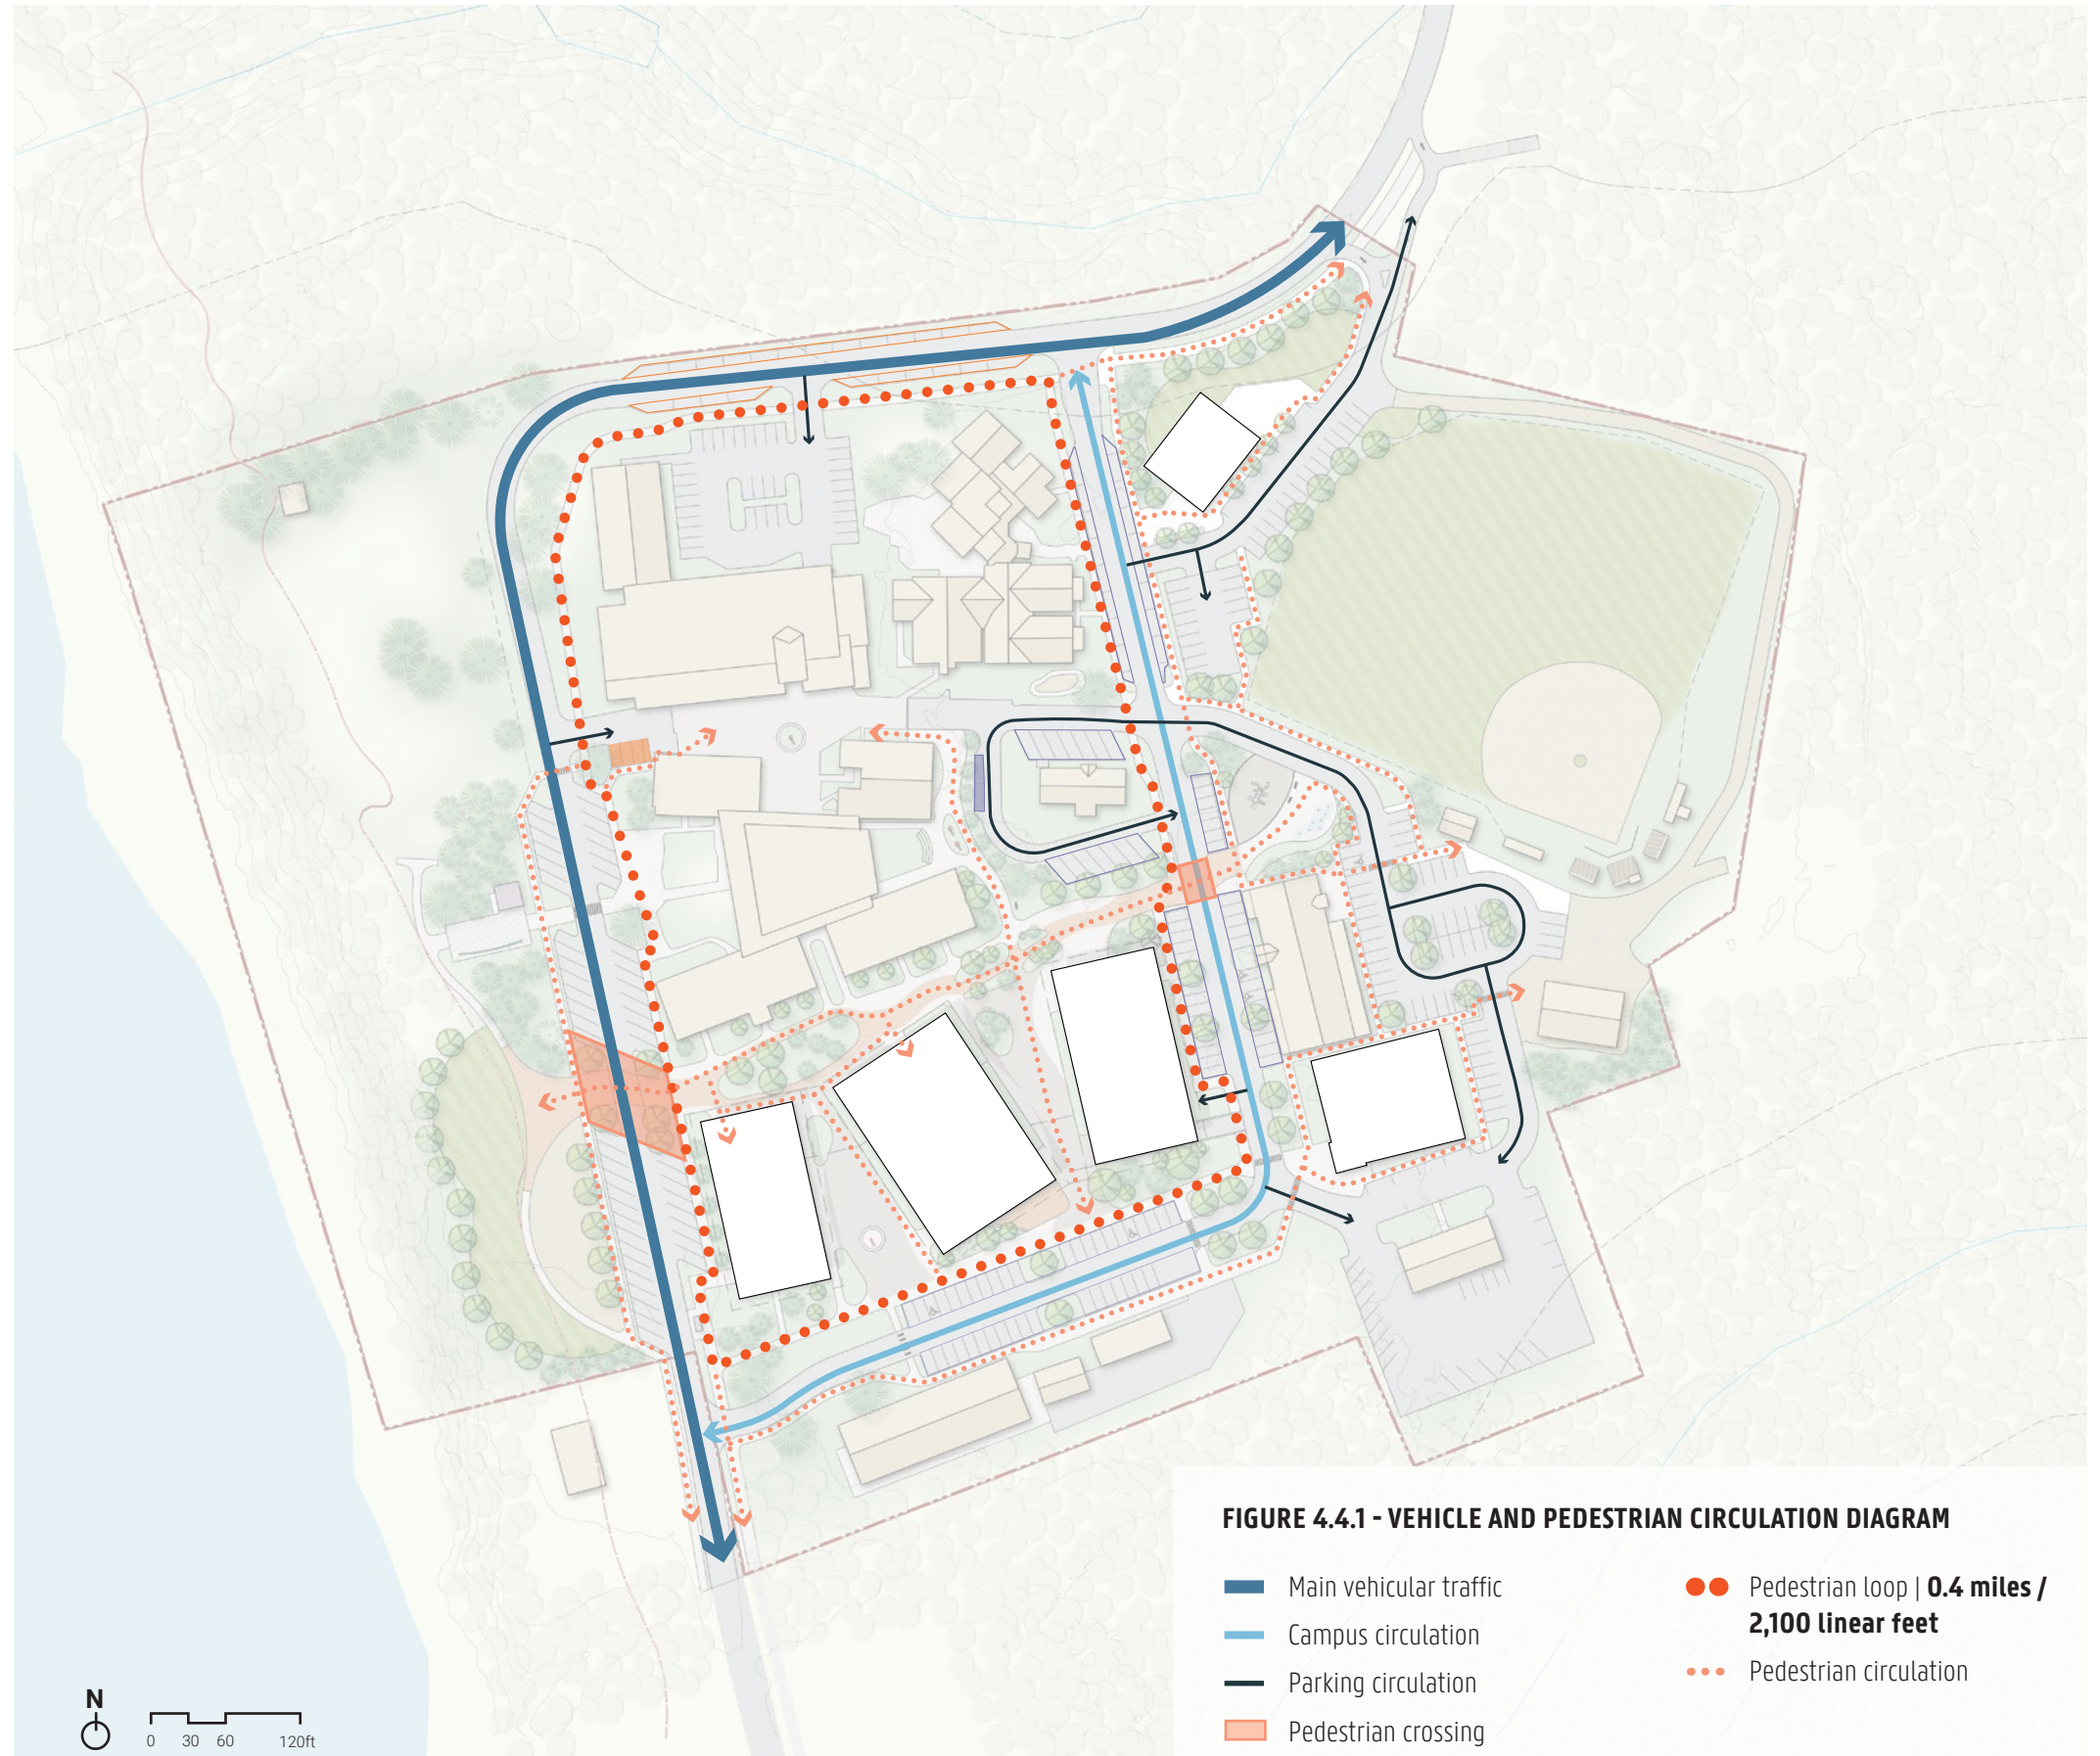 FIGURE 4.4.1 - VEHICLE AND PEDESTRIAN CIRCULATION DIAGRAM
Main vehicular traffic
Campus circulation
Parking circulation
Pedestrian crossing
Pedestrian loop | 0.4 miles /
2,100 linear feet
Pedestrian circulation
N
0 30 60 120ft